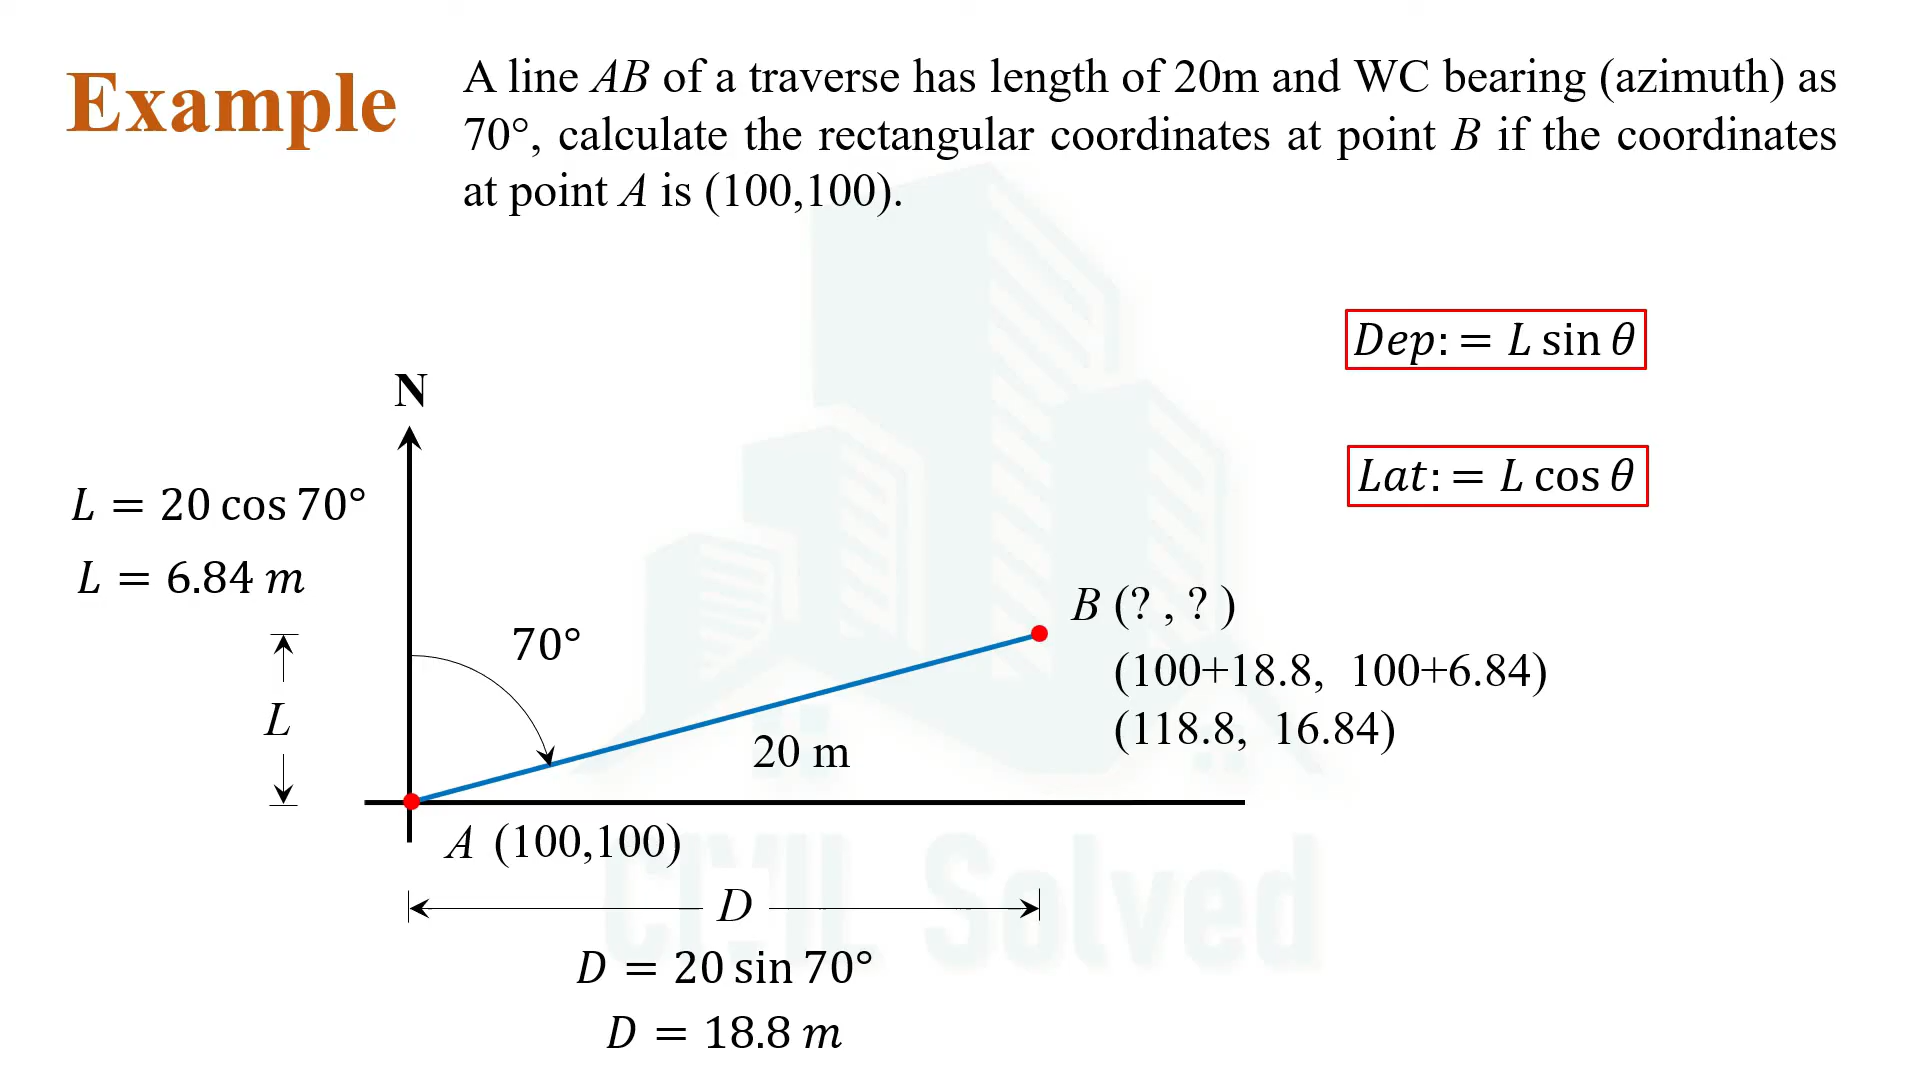 Example
A line AB of a traverse has length of 20m and WC bearing (azimuth) as
70°, calculate the rectangular coordinates at point B if the coordinates
at point A is (100,100).
Dep: = L sin θ
N
Lat: = L cos θ
L = 20 cos 70°
L = 6.84 m
B (? , ? )
70°
(100+18.8, 100+6.84)
L
(118.8, 16.84)
20 m
A (100,100)
CIVIL Solved
D
D = 20 sin 70°
D = 18.8 m